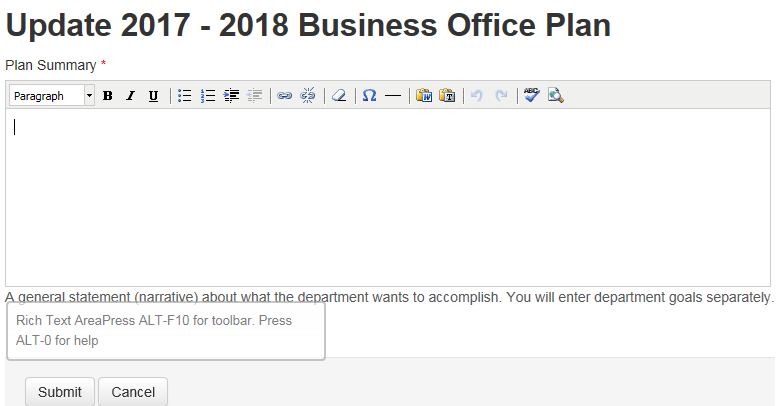 Update 2017 - 2018 Business Office Plan
Plan Summary *
Paragraph B I U ABC
A general statement (narrative) about what the department wants to accomplish. You will enter department goals separately.
Rich Text AreaPress ALT-F10 for toolbar. Press
ALT-0 for help
Submit Cancel